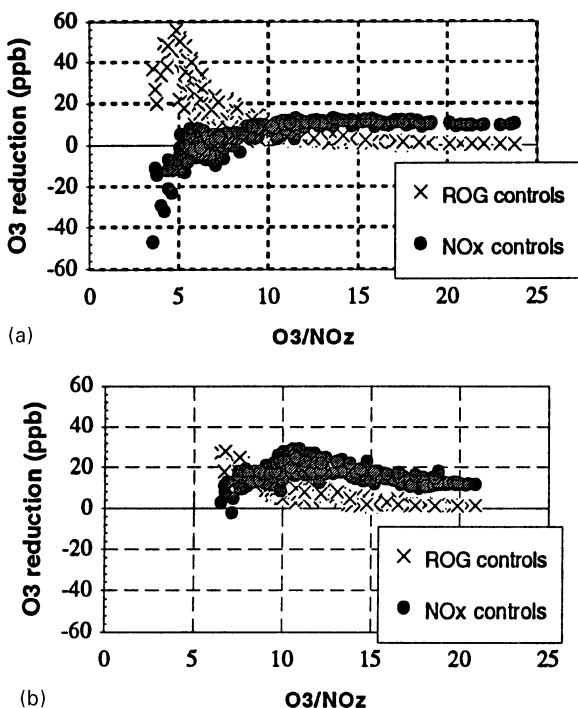 60
40
20
0
-20
-40
-60
O3 reduction (ppb)
× ROG controls
● NOx controls
0 5 10 15 20 25
(a)
O3/NOz
60
40
20
0
-20
-40
-60
O3 reduction (ppb)
× ROG controls
● NOx controls
0 5 10 15 20 25
(b)
O3/NOz